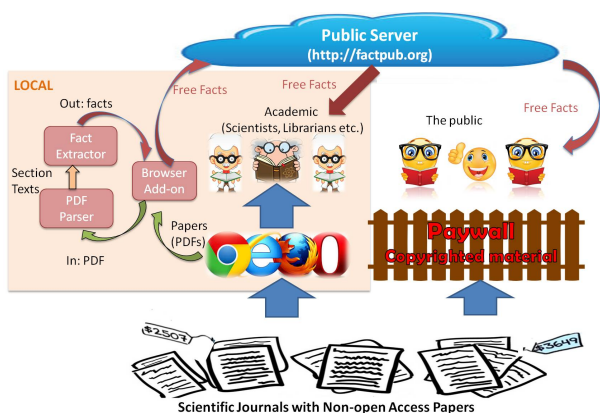 Public Server
(http://factpub.org)
LOCAL
Out: facts
Free Facts
Free Facts
Free Facts
Academic
(Scientists, Librarians etc.)
The public
Fact
Extractor
Browser
Add-on
Section
Texts
PDF
Parser
Papers
(PDFs)
In: PDF
Paywall
Copyrighted material
$2507
$3649
Scientific Journals with Non-open Access Papers